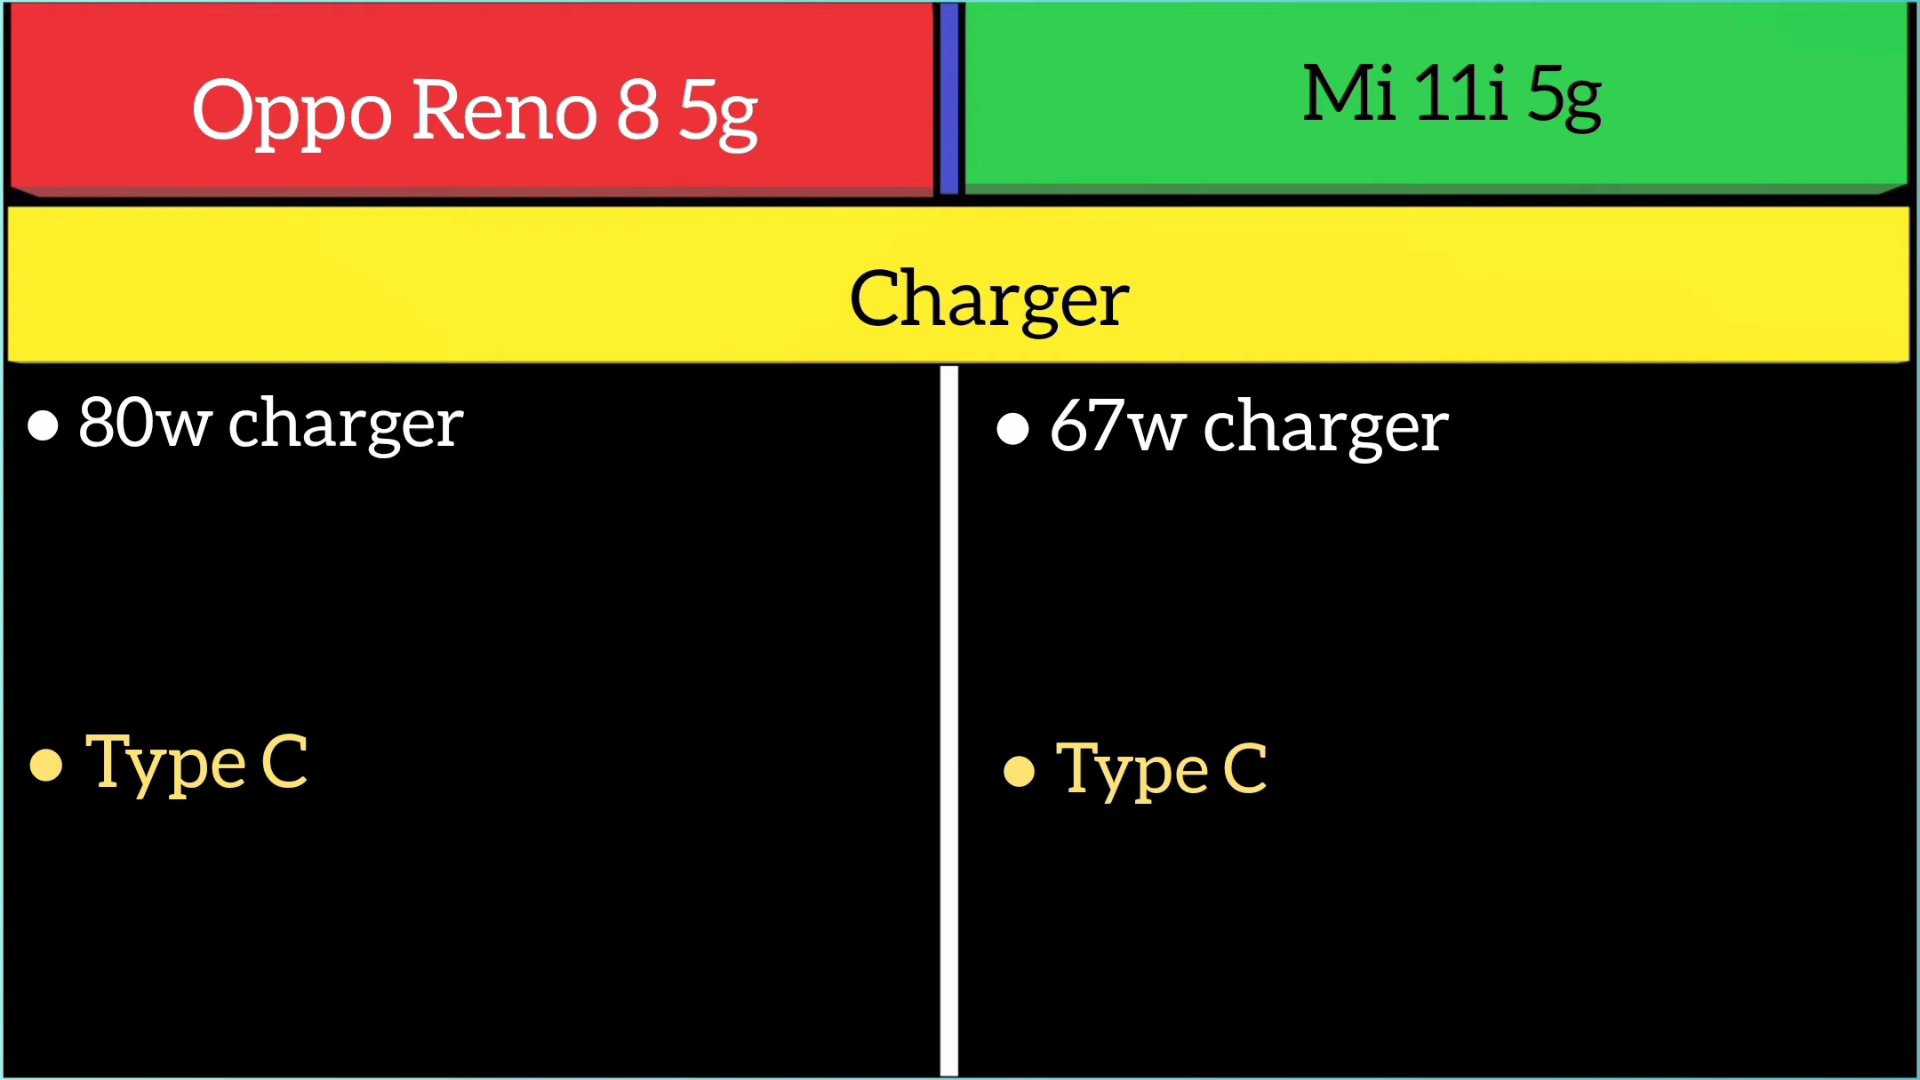 Oppo Reno 8 5g
Mi 11i 5g
Charger
● 80w charger
● 67w charger
● Type C
● Type C